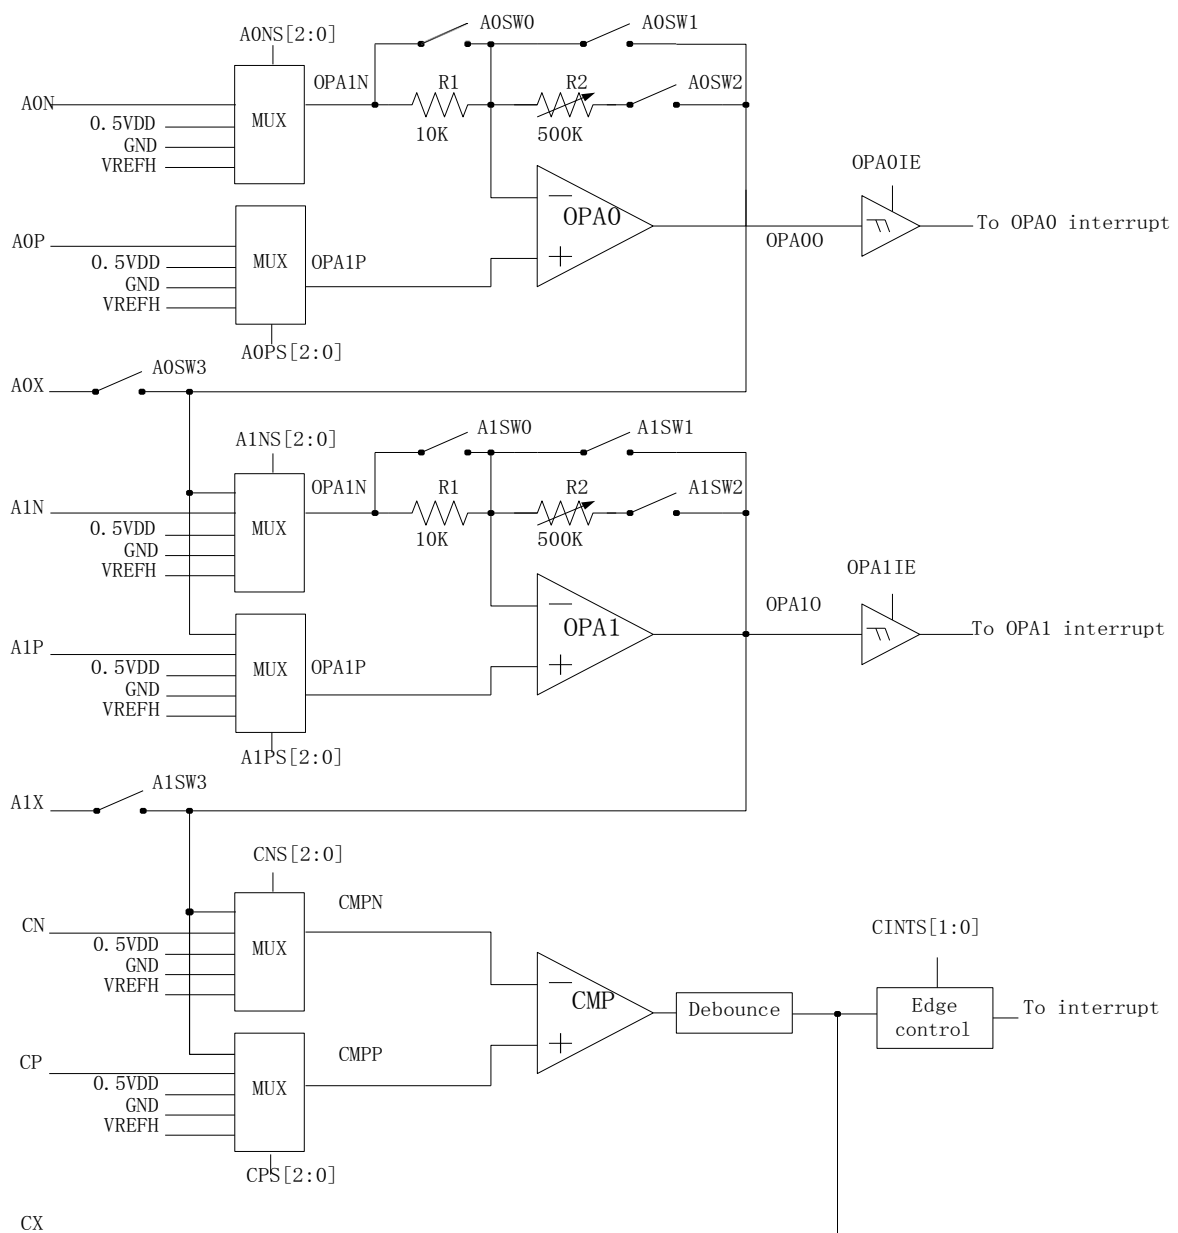 A0SW0
A0SW1
A0NS[2:0]
OPA1N
R1
R2
A0SW2
A0N
0.5VDD
GND
VREFH
MUX
10K
500K
OPA0IE
OPA0
OPA0O
To OPA0 interrupt
A0P
0.5VDD
GND
VREFH
MUX
OPA1P
A0PS[2:0]
A0SW3
A0X
A1NS[2:0]
A1SW0
A1SW1
OPA1N
R1
R2
A1SW2
A1N
0.5VDD
GND
VREFH
MUX
10K
500K
OPA1IE
OPA1
OPA1O
To OPA1 interrupt
A1P
0.5VDD
GND
VREFH
MUX
OPA1P
A1PS[2:0]
A1SW3
A1X
CNS[2:0]
CMPN
CN
0.5VDD
GND
VREFH
MUX
CINTS[1:0]
CMP
Debounce
Edge
control
To interrupt
CP
0.5VDD
GND
VREFH
MUX
CMPP
CPS[2:0]
CX